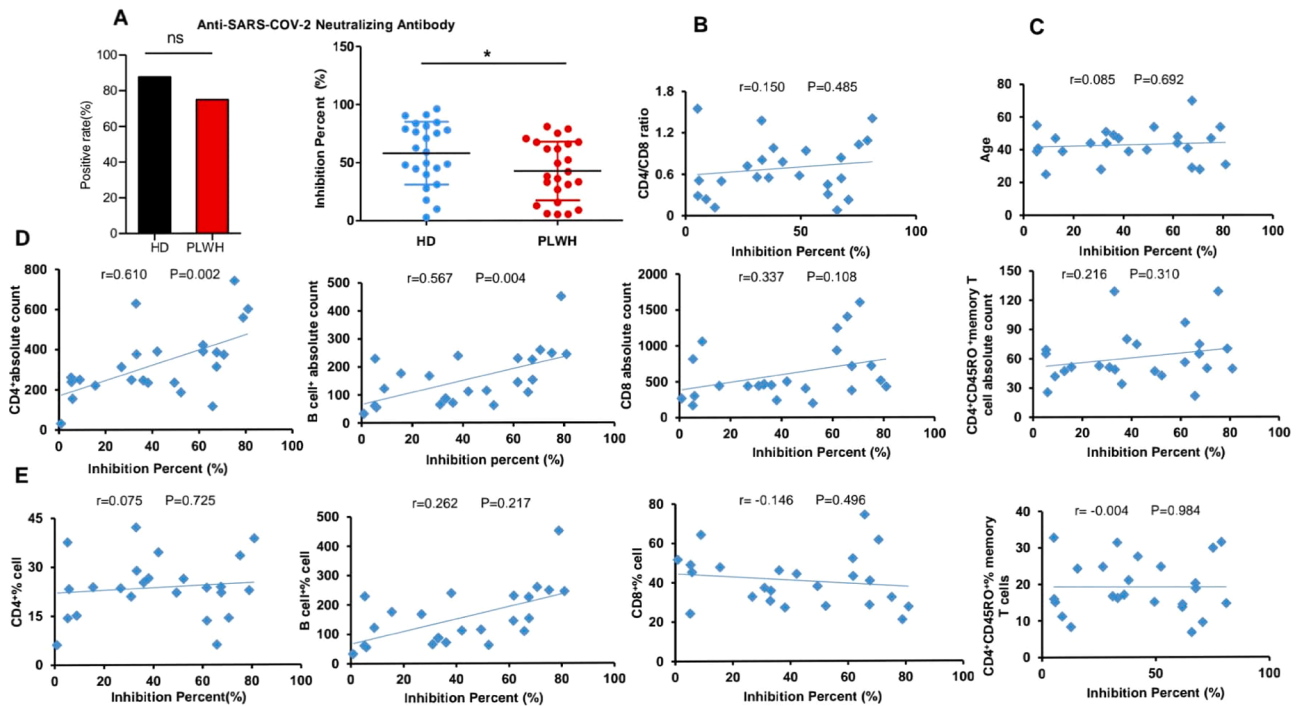 A
Anti-SARS-COV-2 Neutralizing Antibody
ns
100
80
60
40
20
0
Positive rate(%)
HD
PLWH
150
100
50
0
Inhibition Percent (%)
*
HD
PLWH
B
r=0.150 P=0.485
1.8
1.2
0.6
0
CD4/CD8 ratio
0
50
100
Inhibition Percent (%)
C
r=0.085 P=0.692
80
60
40
20
0
Age
0
50
100
Inhibition Percent (%)
D
r=0.610 P=0.002
800
600
400
200
0
CD4⁺absolute count
0 20 40 60 80 100
Inhibition Percent (%)
r=0.567 P=0.004
500
400
300
200
100
0
B cell⁺ absolute count
0 20 40 60 80 100
Inhibition percent (%)
r=0.337 P=0.108
2000
1500
1000
500
0
CD8 absolute count
0 20 40 60 80 100
Inhibition Percent (%)
r=0.216 P=0.310
150
120
90
60
30
0
CD4⁺CD45RO⁺memory T
cell absolute count
0 20 40 60 80 100
Inhibition Percent (%)
E
r=0.075 P=0.725
45
30
15
0
CD4⁺% cell
0 20 40 60 80 100
Inhibition Percent(%)
r=0.262 P=0.217
500
400
300
200
100
0
B cell⁺% cell
0 20 40 60 80 100
Inhibition Percent (%)
r= -0.146 P=0.496
80
60
40
20
0
CD8⁺% cell
0 20 40 60 80 100
Inhibition Percent (%)
r= -0.004 P=0.984
40
30
20
10
0
CD4⁺CD45RO⁺% memory
T cells
0
50
100
Inhibition Percent (%)